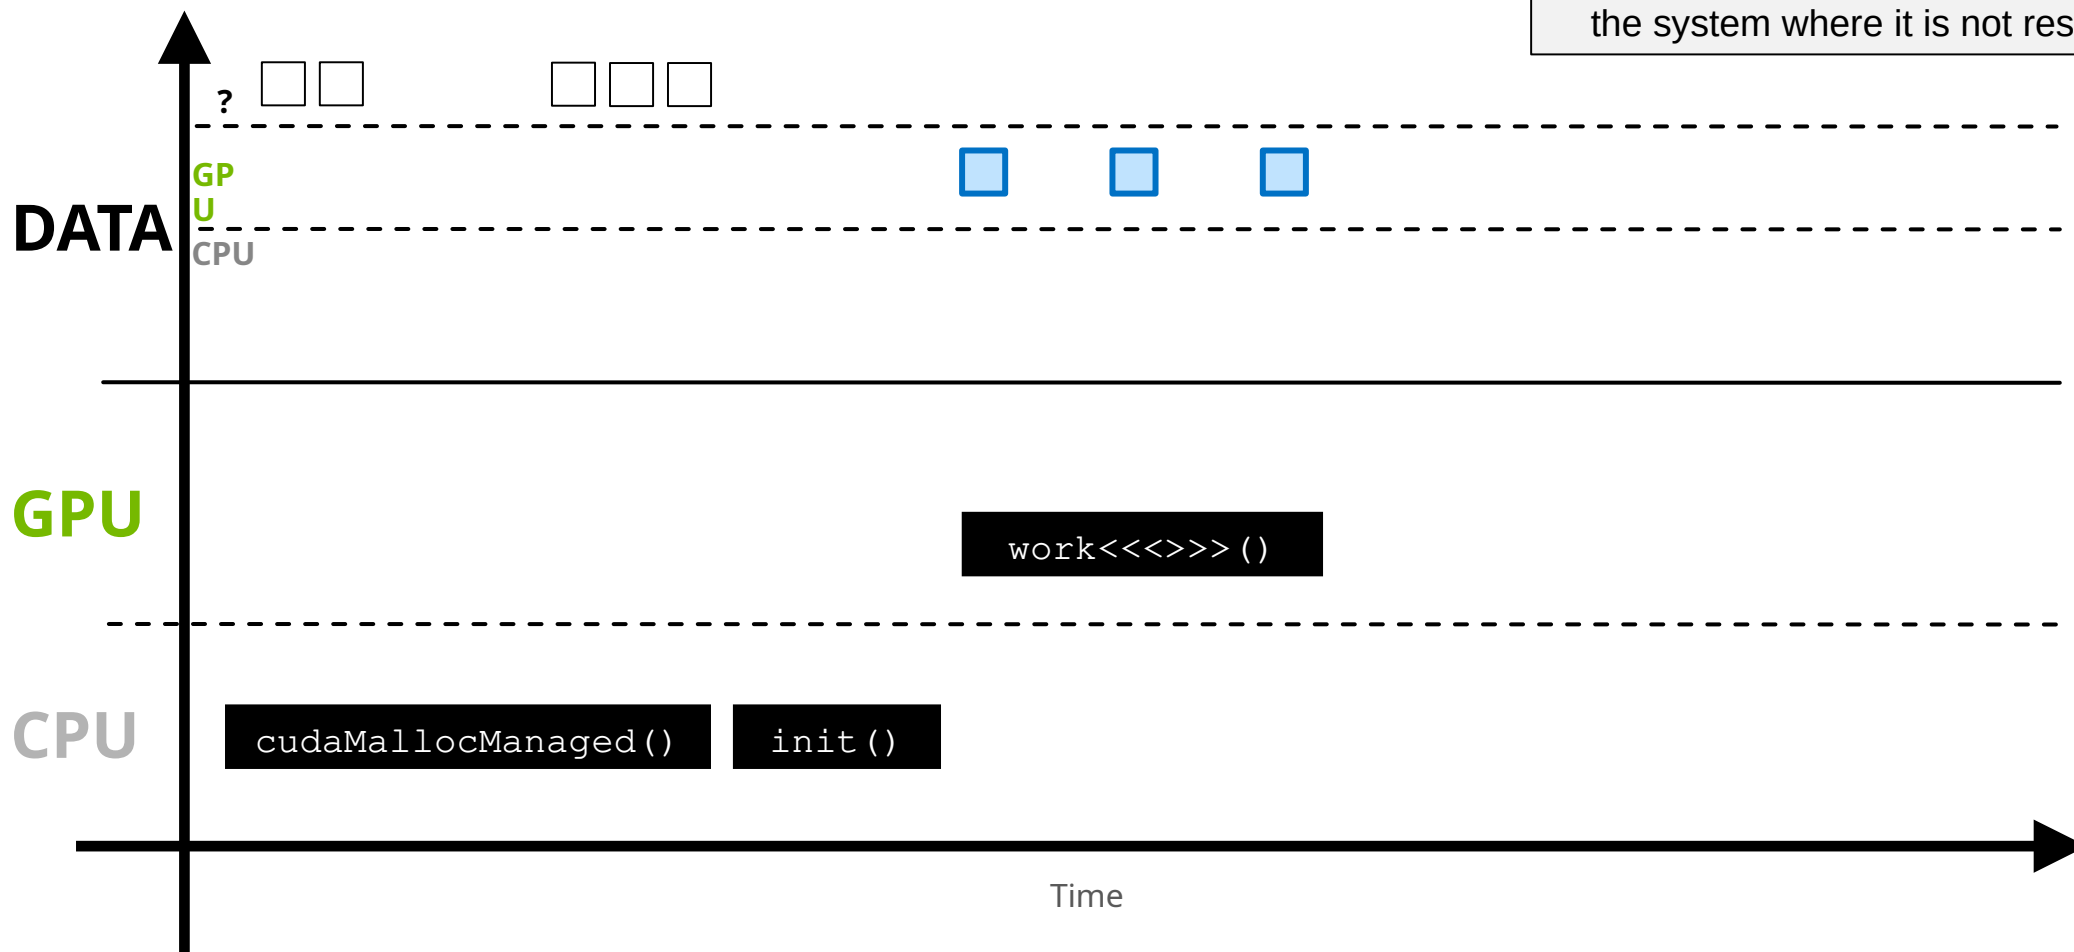 the system where it is not res
?
GP
U
DATA
CPU
GPU
work<<<>>>()
CPU
cudaMallocManaged()
init()
Time